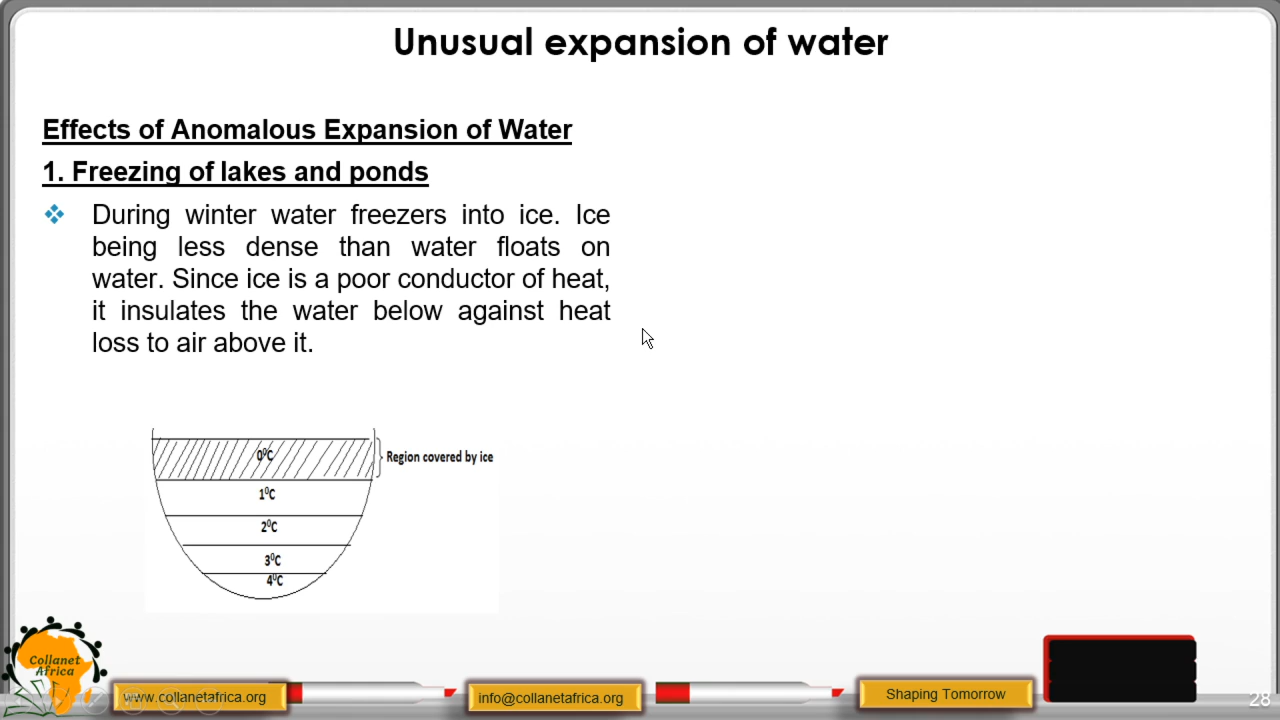 Unusual expansion of water
Effects of Anomalous Expansion of Water
1. Freezing of lakes and ponds
During winter water freezers into ice. Ice
being less dense than water floats on
water. Since ice is a poor conductor of heat,
it insulates the water below against heat
loss to air above it.
0⁰C
Region covered by ice
1⁰C
2⁰C
3⁰C
4⁰C
Collanet
Africa
www.collanetafrica.org
info@collanetafrica.org
Shaping Tomorrow
28